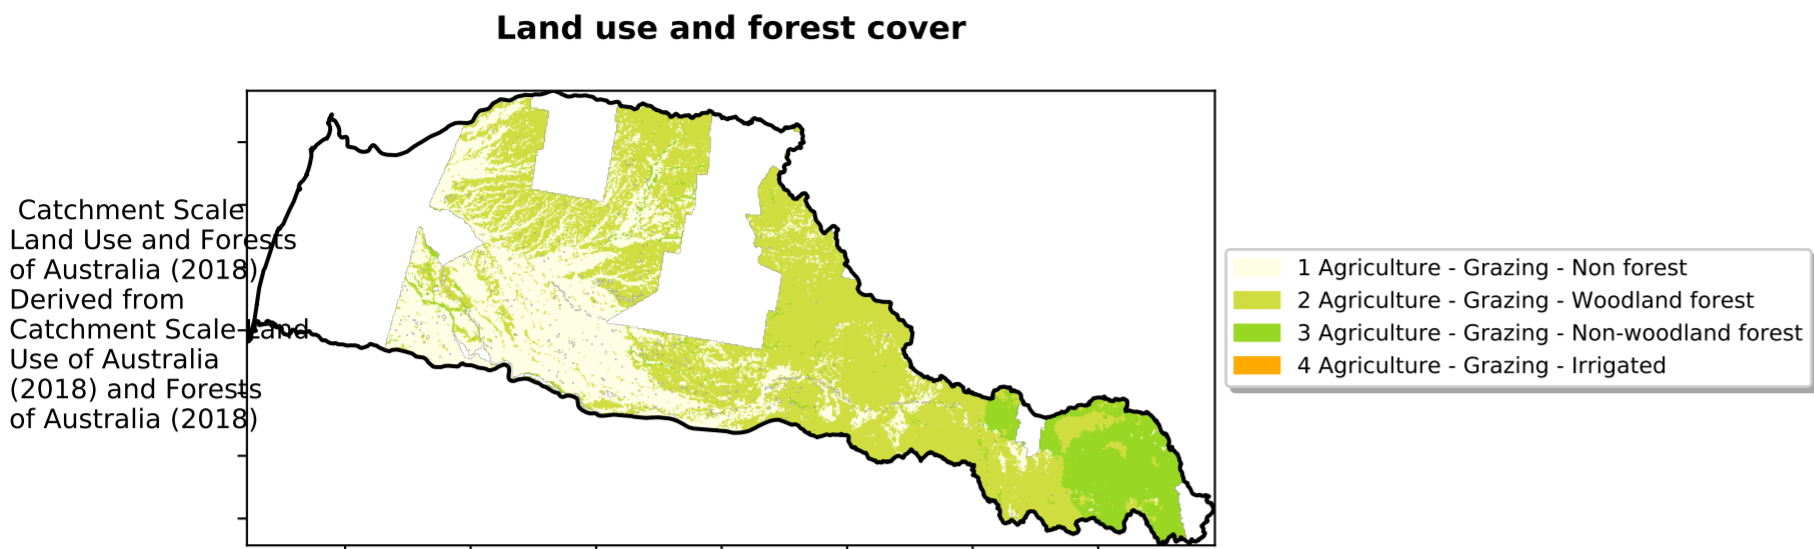 Land use and forest cover
Catchment Scale
Land Use and Forests
of Australia (2018)
Derived from
Catchment Scale Land
Use of Australia
(2018) and Forests
of Australia (2018)
1 Agriculture - Grazing - Non forest
2 Agriculture - Grazing - Woodland forest
3 Agriculture - Grazing - Non-woodland forest
4 Agriculture - Grazing - Irrigated